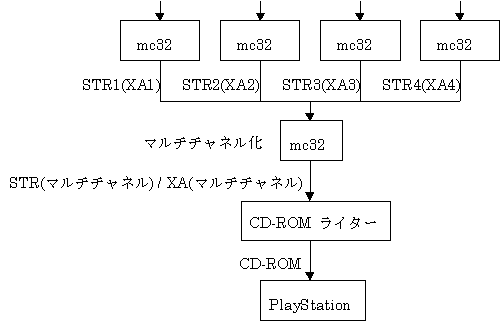 mc32 mc32 mc32 mc32
STR1(XA1) STR2(XA2) STR3(XA3) STR4(XA4)
マルチチャネル化 mc32
STR(マルチチャネル) / XA(マルチチャネル)
CD-ROM ライター
CD-ROM
PlayStation